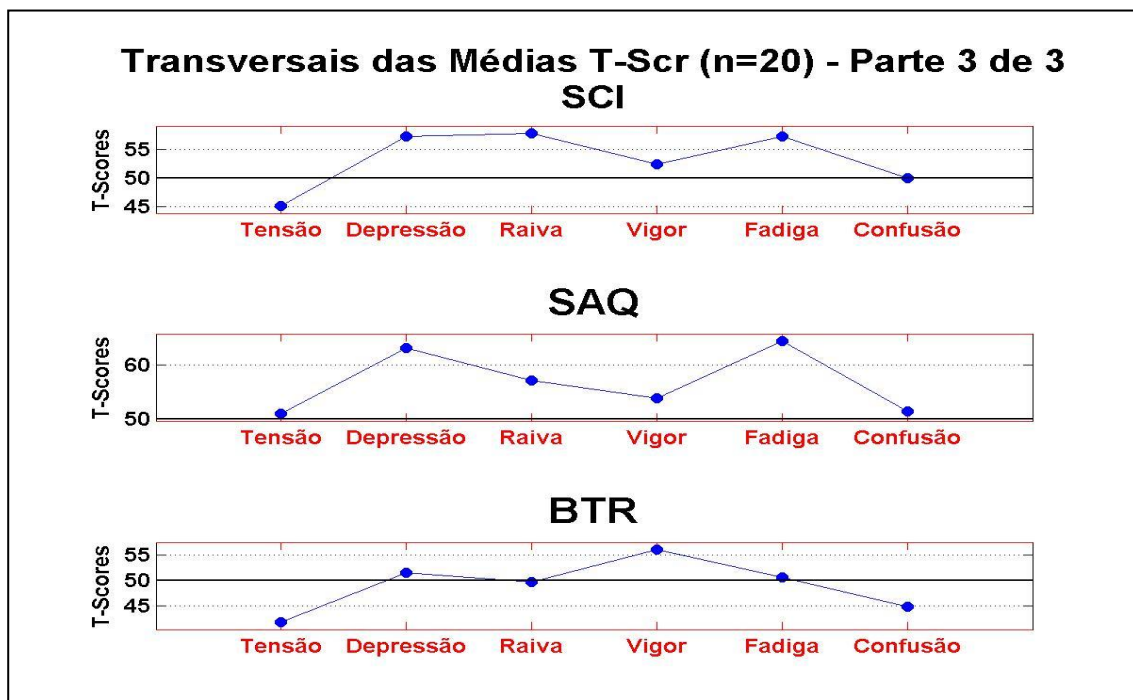 Transversais das Médias T-Scr (n=20) - Parte 3 de 3
SCI
T-Scores
55
50
45
Tensão Depressão Raiva Vigor Fadiga Confusão
SAQ
T-Scores
60
50
Tensão Depressão Raiva Vigor Fadiga Confusão
BTR
T-Scores
55
50
45
Tensão Depressão Raiva Vigor Fadiga Confusão